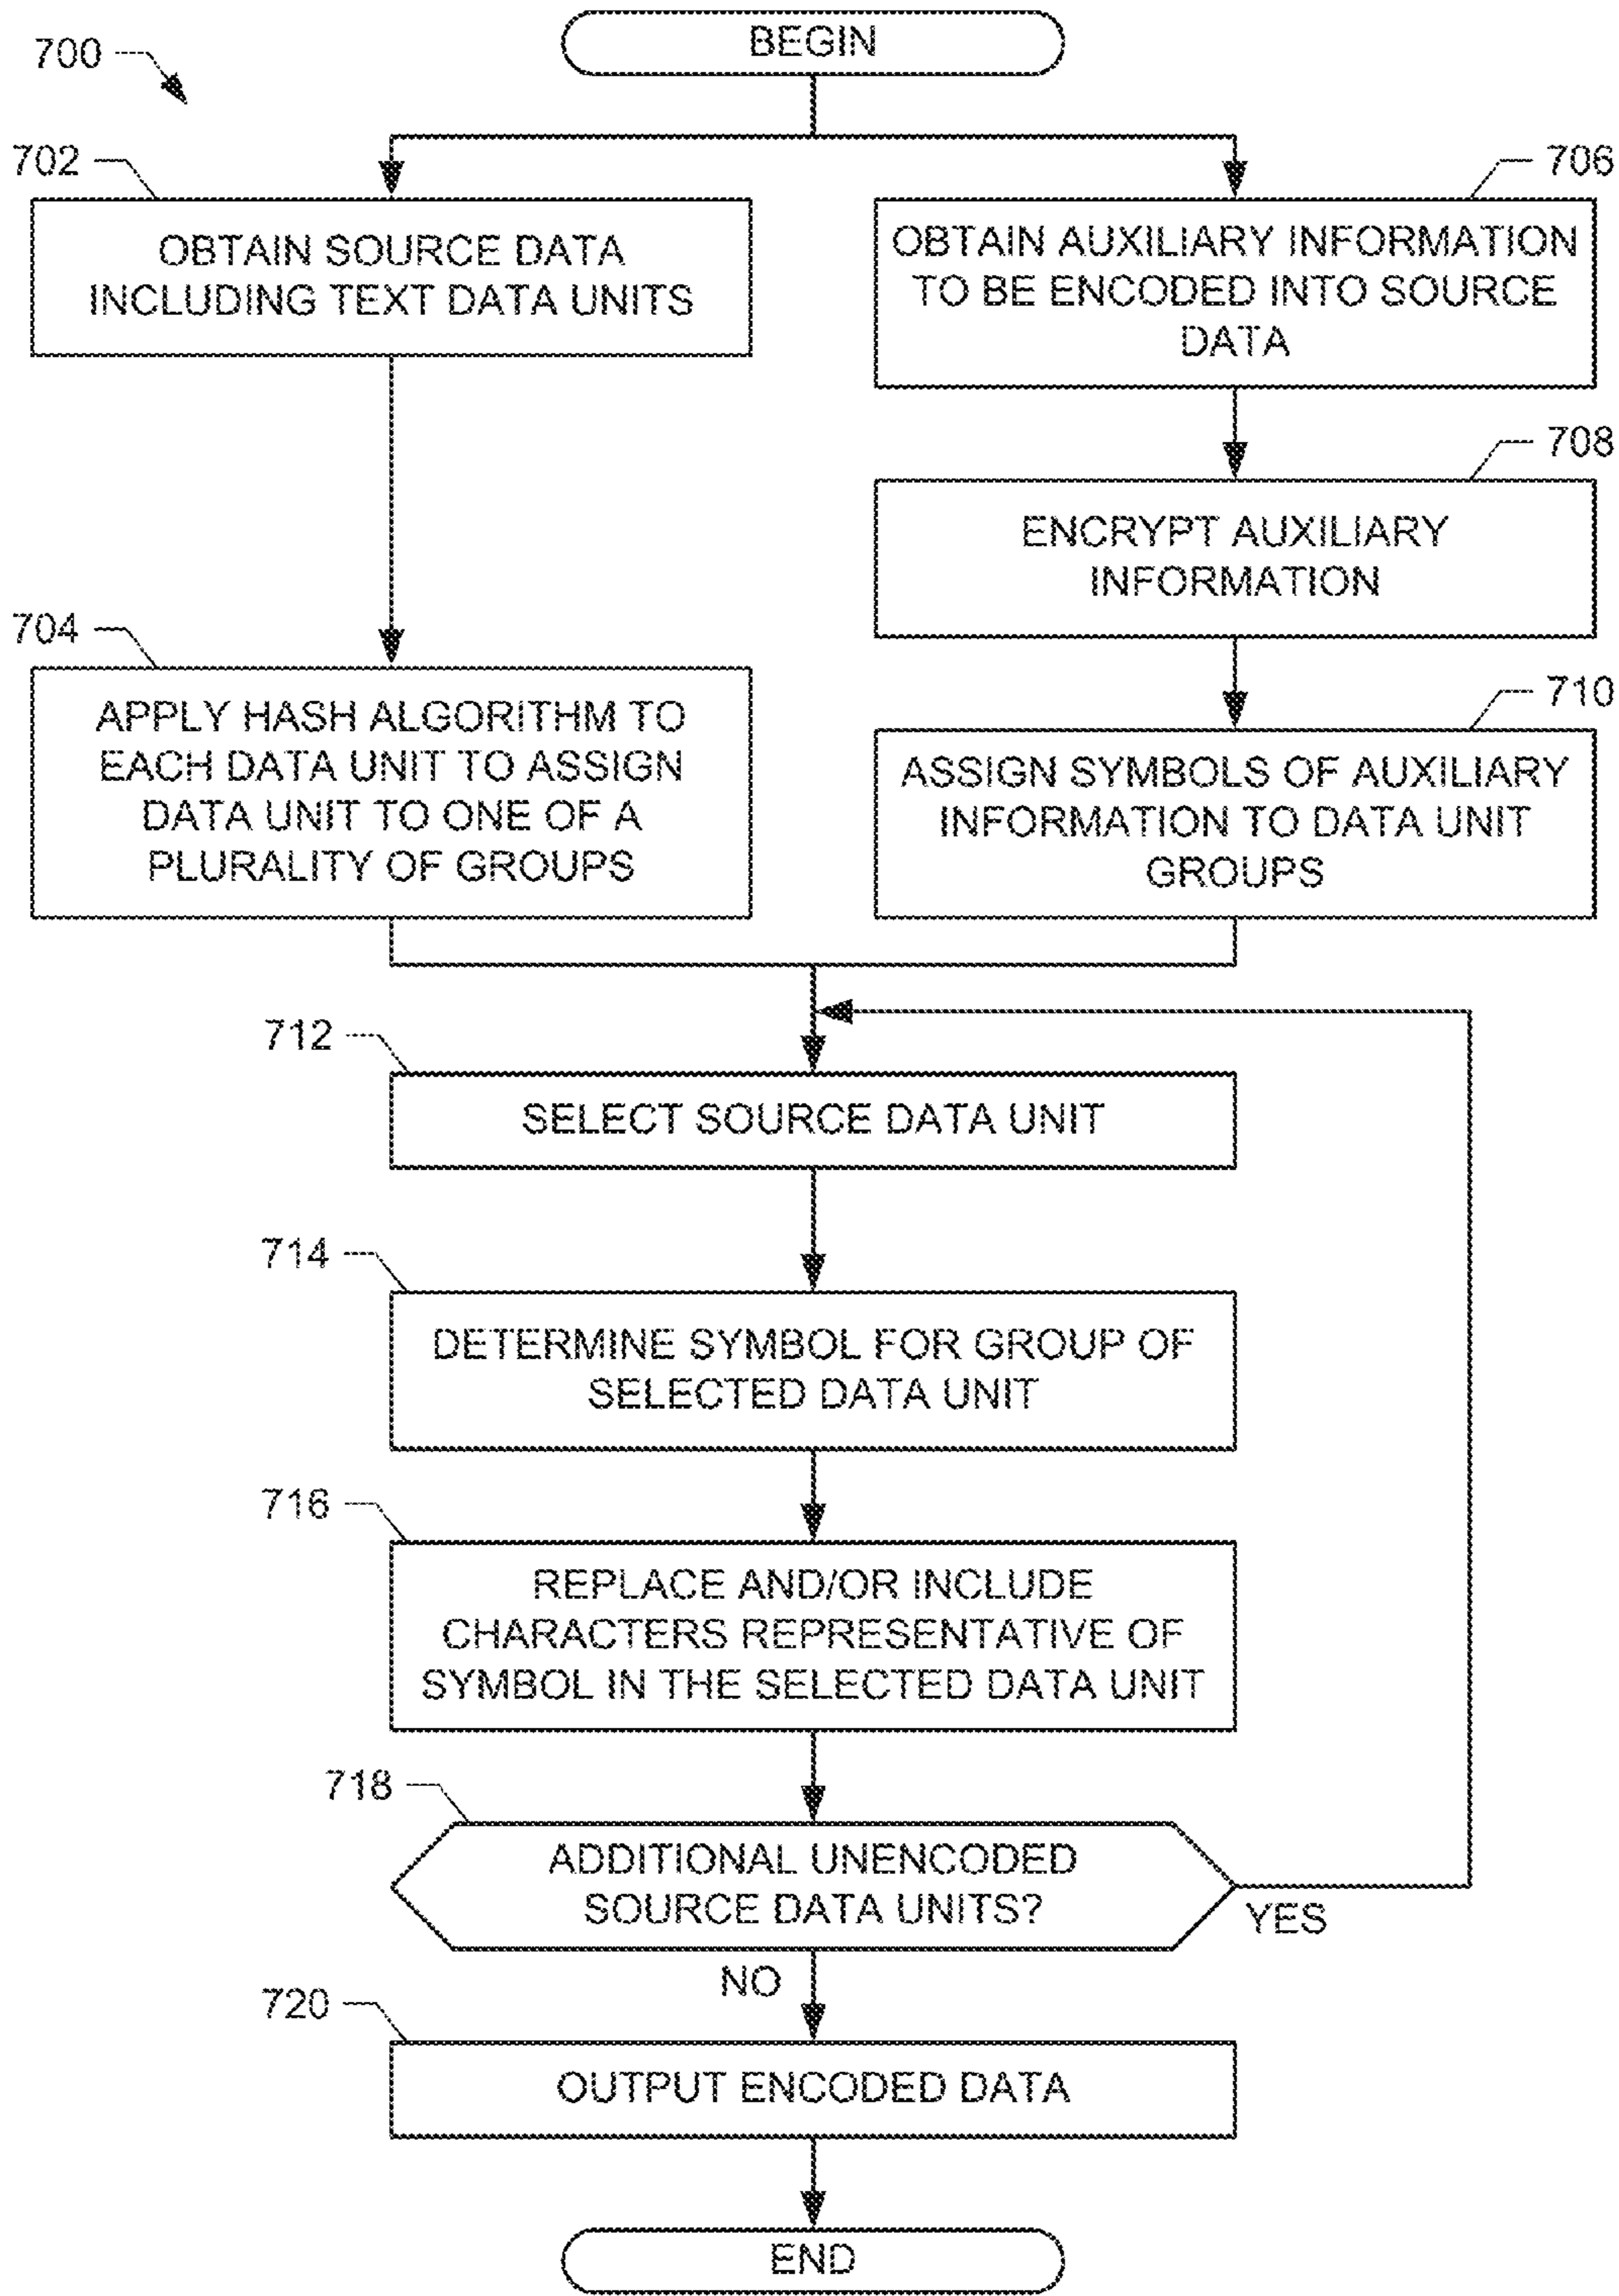 BEGIN
700
702
OBTAIN SOURCE DATA
INCLUDING TEXT DATA UNITS
706
OBTAIN AUXILIARY INFORMATION
TO BE ENCODED INTO SOURCE
DATA
708
ENCRYPT AUXILIARY
INFORMATION
704
APPLY HASH ALGORITHM TO
EACH DATA UNIT TO ASSIGN
DATA UNIT TO ONE OF A
PLURALITY OF GROUPS
710
ASSIGN SYMBOLS OF AUXILIARY
INFORMATION TO DATA UNIT
GROUPS
712
SELECT SOURCE DATA UNIT
714
DETERMINE SYMBOL FOR GROUP OF
SELECTED DATA UNIT
716
REPLACE AND/OR INCLUDE
CHARACTERS REPRESENTATIVE OF
SYMBOL IN THE SELECTED DATA UNIT
718
ADDITIONAL UNENCODED
SOURCE DATA UNITS?
YES
NO
720
OUTPUT ENCODED DATA
END